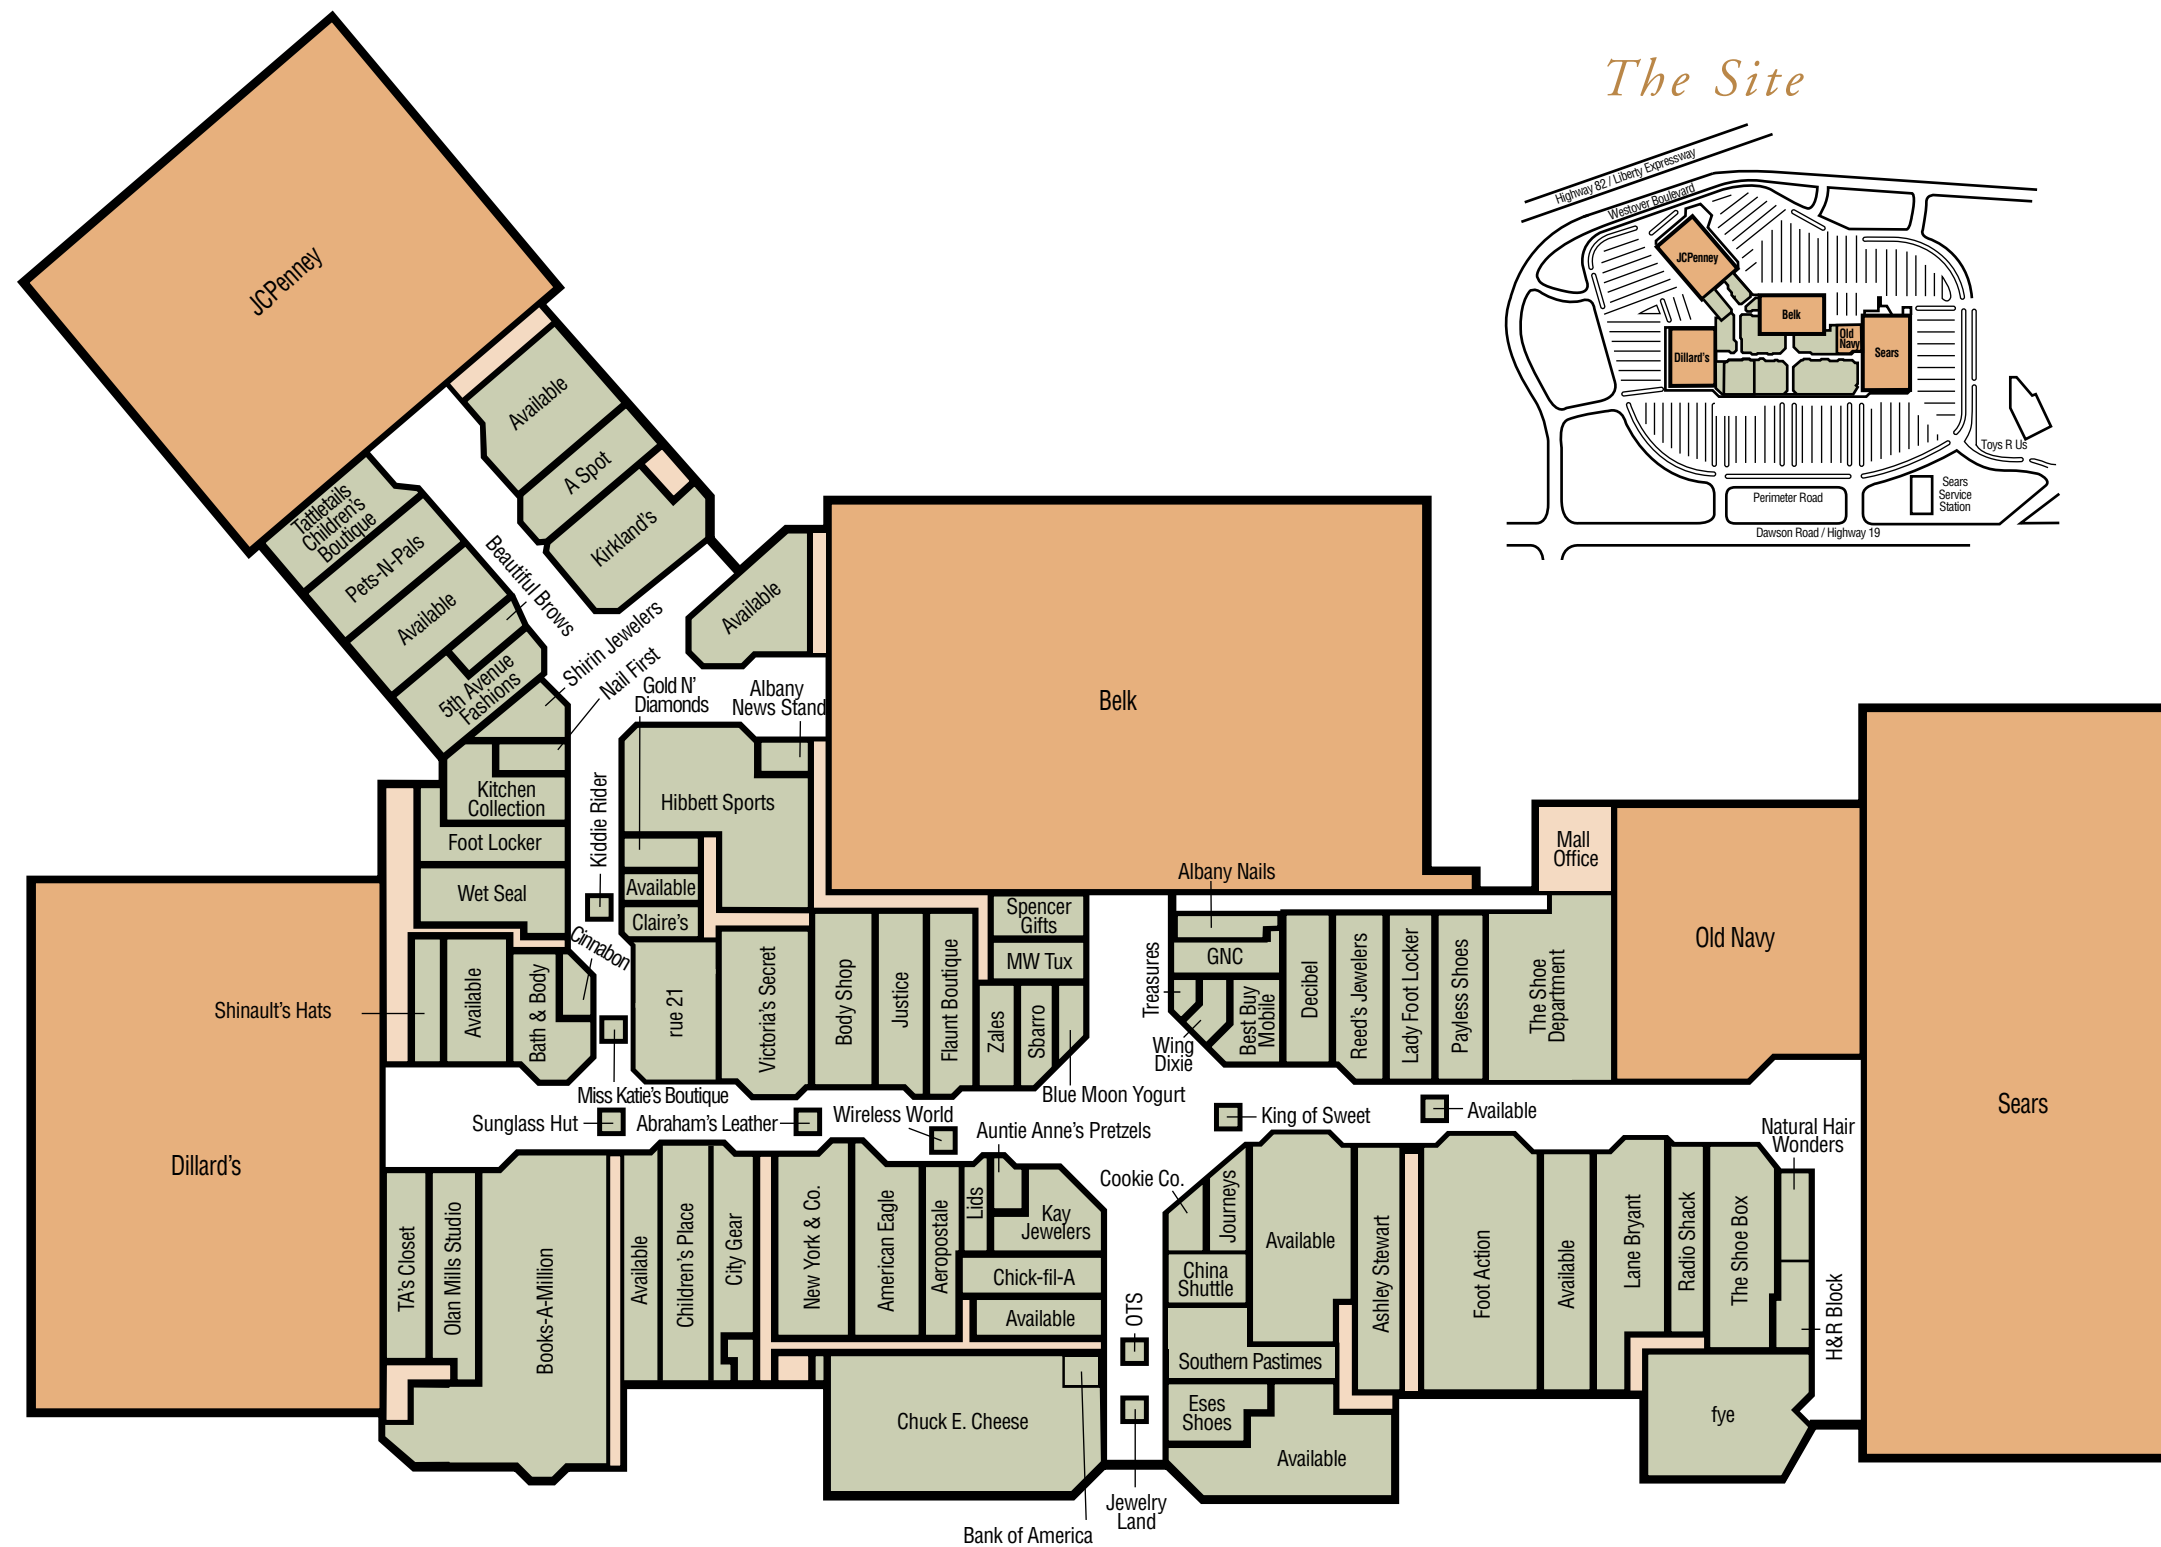 The Site
Highway 82 / Liberty Expressway
Westover Boulevard
JCPenney
Belk
Old
Navy
Sears
Dillard's
Toys R Us
Sears
Service
Station
Perimeter Road
Dawson Road / Highway 19
JCPenney
Available
A Spot
Kirkland's
Tattletails
Children's
Boutique
Pets-N-Pals
Available
Beautiful Brows
5th Avenue
Fashions
Shirin Jewelers
Nail First
Available
Gold N'
Diamonds
Albany
News Stand
Belk
Kitchen
Collection
Foot Locker
Wet Seal
Kiddie Rider
Hibbett Sports
Available
Claire's
Cinnabon
Shinault's Hats
Available
Bath & Body
rue 21
Victoria's Secret
Body Shop
Justice
Flaunt Boutique
Spencer
Gifts
MW Tux
Zales
Sbarro
Blue Moon Yogurt
Albany Nails
GNC
Treasures
Wing
Dixie
Best Buy
Mobile
Decibel
Reed's Jewelers
Lady Foot Locker
Payless Shoes
The Shoe
Department
Mall
Office
Old Navy
Sears
Dillard's
Miss Katie's Boutique
Sunglass Hut
Abraham's Leather
Wireless World
Auntie Anne's Pretzels
King of Sweet
Available
Natural Hair
Wonders
TA's Closet
Olan Mills Studio
Books-A-Million
Available
Children's Place
City Gear
New York & Co.
American Eagle
Aeropostale
Lids
Kay
Jewelers
Chick-fil-A
Available
Chuck E. Cheese
Bank of America
OTS
Jewelry
Land
Cookie Co.
Journeys
China
Shuttle
Available
Southern Pastimes
Eses
Shoes
Available
Ashley Stewart
Foot Action
Available
Lane Bryant
Radio Shack
The Shoe Box
H&R Block
fye